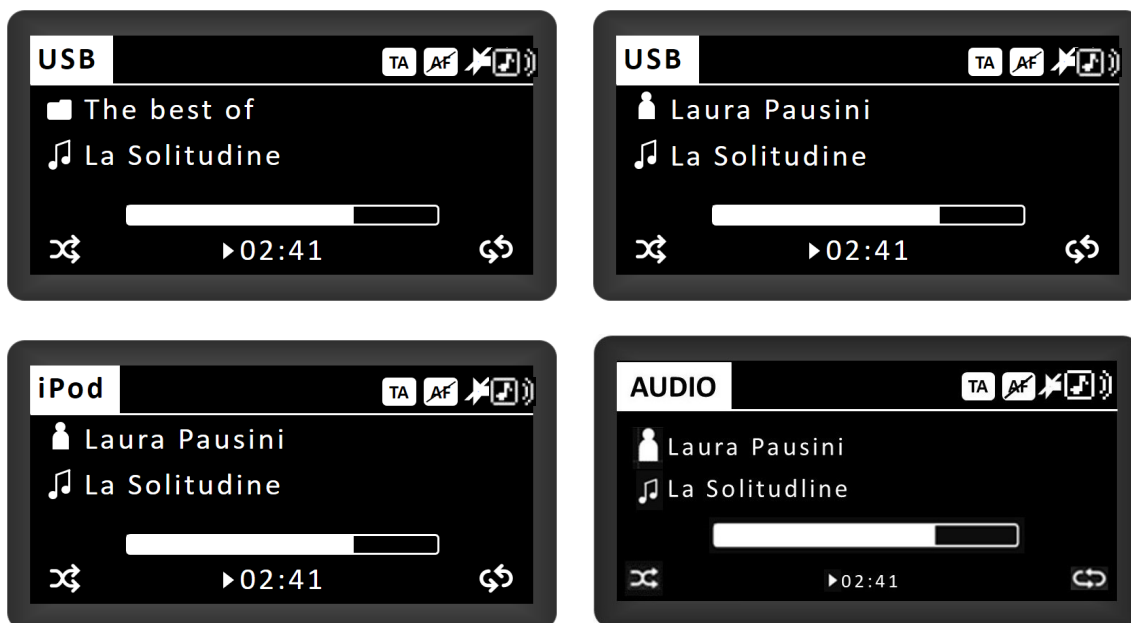 USB TA AF
The best of
La Solitudine
02:41
USB TA AF
Laura Pausini
La Solitudine
02:41
iPod TA AF
Laura Pausini
La Solitudine
02:41
AUDIO TA AF
Laura Pausini
La Solitudline
02:41